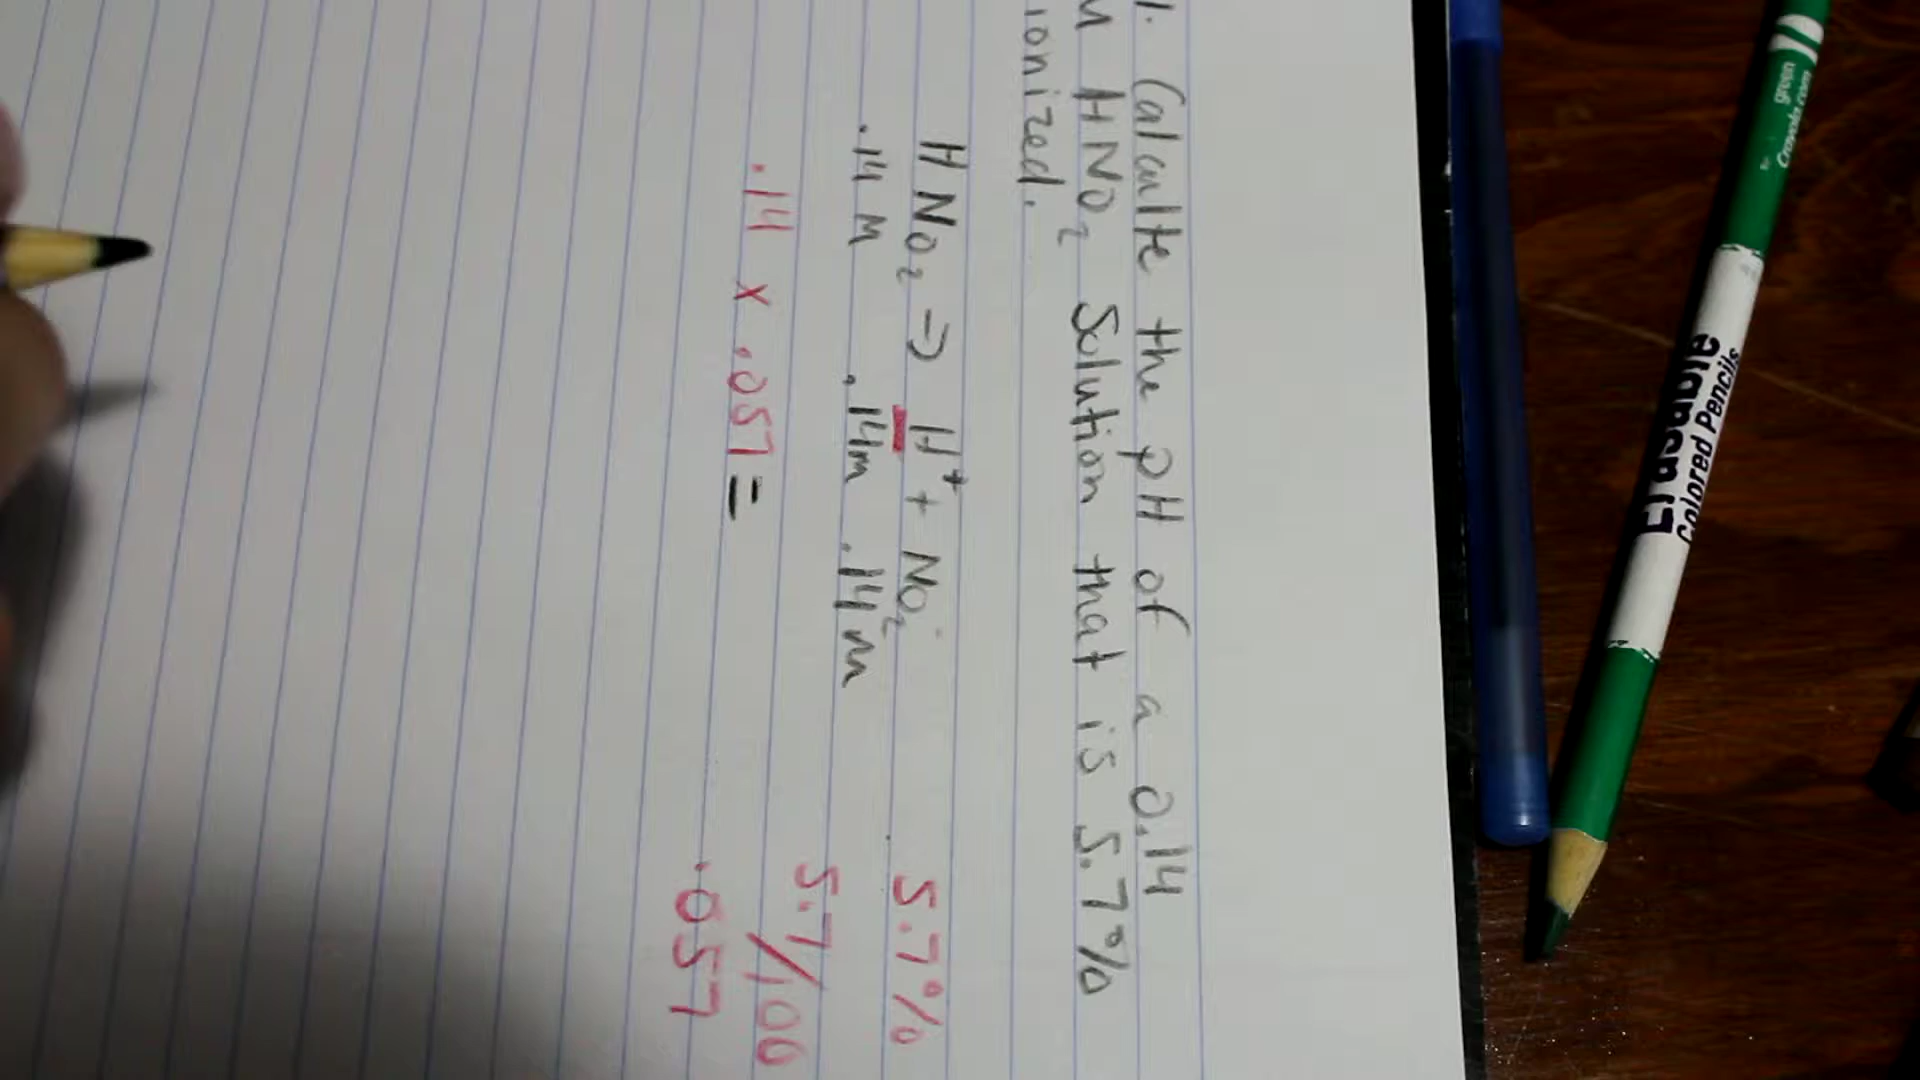 1. Calculte the pH of a 0.14
M HNO₂ Solution that is 5.7%
ionized.
HNO₂ → H⁺ + NO₂⁻
.14 M .14m .14m
.14 x .057 =
5.7%
5.7/100
.057
Erasable
Colored Pencils
green
Crayola.com